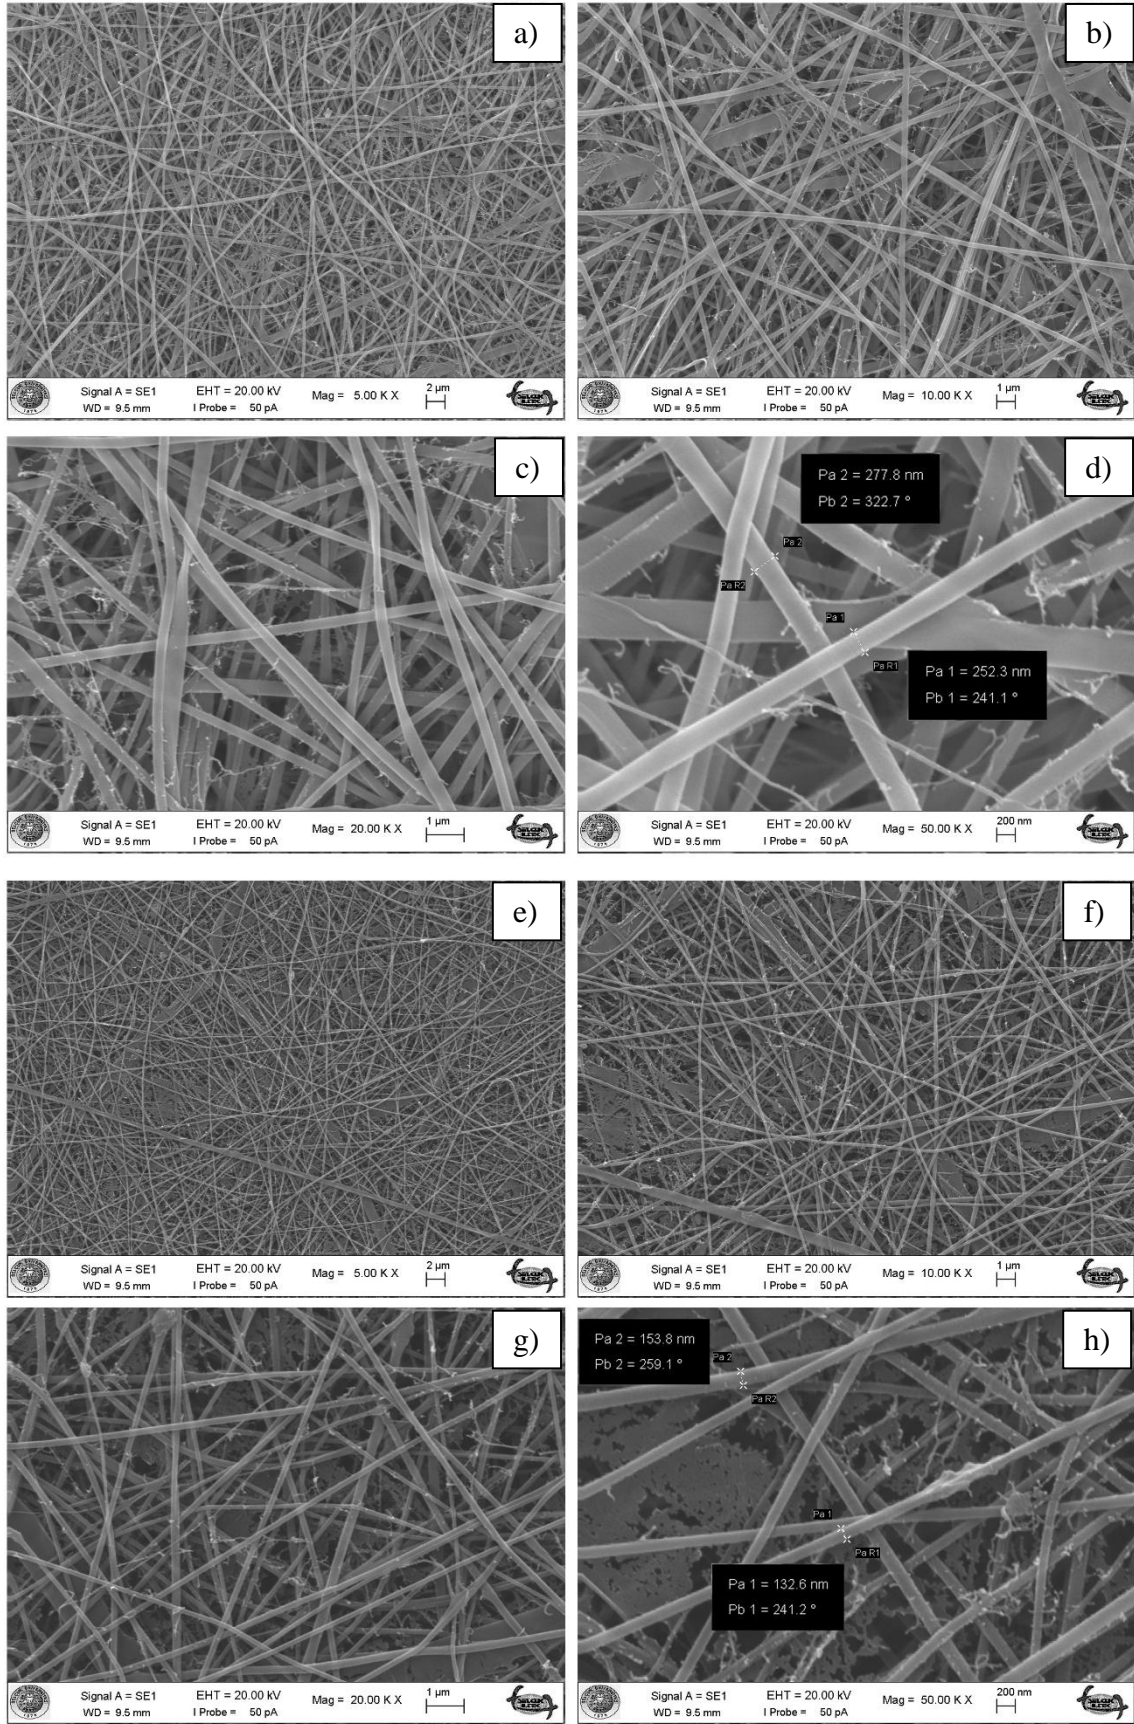 a)
Signal A = SE1 EHT = 20.00 kV Mag = 5.00 K X 2 µm
WD = 9.5 mm I Probe = 50 pA
b)
Signal A = SE1 EHT = 20.00 kV Mag = 10.00 K X 1 µm
WD = 9.5 mm I Probe = 50 pA
c)
Signal A = SE1 EHT = 20.00 kV Mag = 20.00 K X 1 µm
WD = 9.5 mm I Probe = 50 pA
d)
Pa 2 = 277.8 nm
Pb 2 = 322.7 °
Pa 2
Pa R2
Pa 1
Pa R1
Pa 1 = 252.3 nm
Pb 1 = 241.1 °
Signal A = SE1 EHT = 20.00 kV Mag = 50.00 K X 200 nm
WD = 9.5 mm I Probe = 50 pA
e)
Signal A = SE1 EHT = 20.00 kV Mag = 5.00 K X 2 µm
WD = 9.5 mm I Probe = 50 pA
f)
Signal A = SE1 EHT = 20.00 kV Mag = 10.00 K X 1 µm
WD = 9.5 mm I Probe = 50 pA
g)
Signal A = SE1 EHT = 20.00 kV Mag = 20.00 K X 1 µm
WD = 9.5 mm I Probe = 50 pA
h)
Pa 2 = 153.8 nm
Pb 2 = 259.1 °
Pa 2
Pa R2
Pa 1
Pa R1
Pa 1 = 132.6 nm
Pb 1 = 241.2 °
Signal A = SE1 EHT = 20.00 kV Mag = 50.00 K X 200 nm
WD = 9.5 mm I Probe = 50 pA